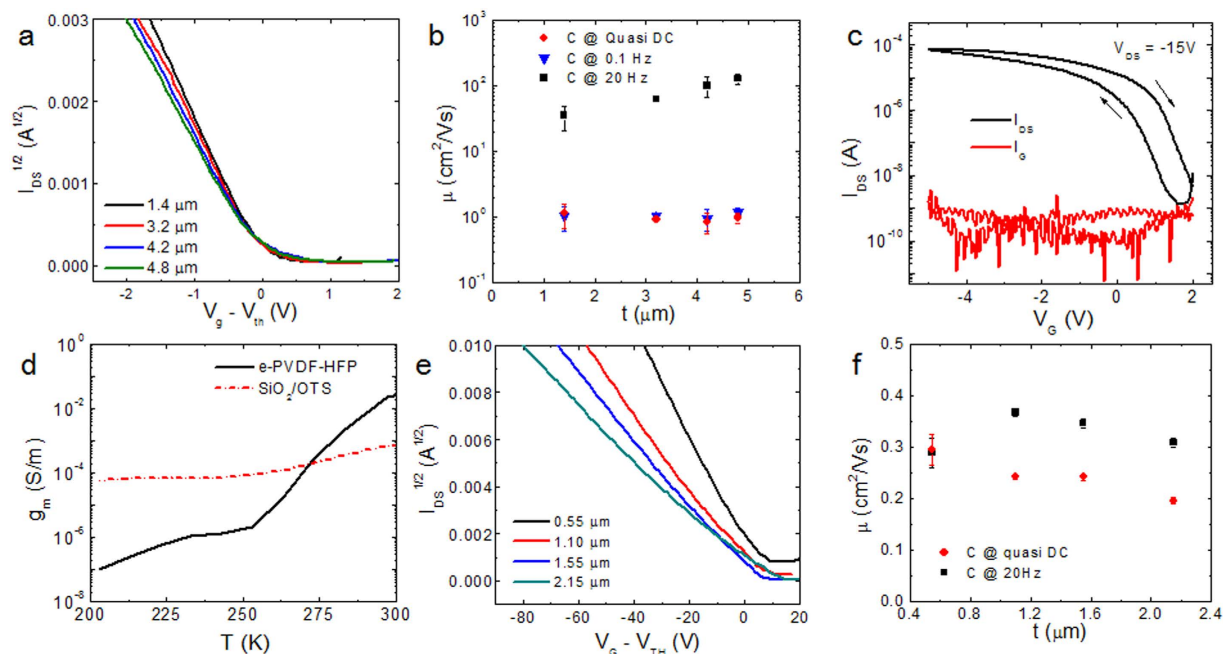 a
0.003
0.002
0.001
0.000
I_DS^1/2 (A^1/2)
1.4 μm
3.2 μm
4.2 μm
4.8 μm
-2 -1 0 1 2
V_g - V_th (V)
b
C @ Quasi DC
C @ 0.1 Hz
C @ 20 Hz
10^3
10^2
10^1
10^0
10^-1
μ (cm^2/Vs)
0 1 2 3 4 5 6
t (μm)
c
V_DS = -15V
10^-4
10^-6
10^-8
10^-10
I_DS (A)
I_DS
I_G
-4 -2 0 2
V_G (V)
d
e-PVDF-HFP
SiO_2/OTS
10^0
10^-2
10^-4
10^-6
10^-8
g_m (S/m)
200 225 250 275 300
T (K)
e
0.010
0.008
0.006
0.004
0.002
0.000
I_DS^1/2 (A^1/2)
0.55 μm
1.10 μm
1.55 μm
2.15 μm
-80 -60 -40 -20 0 20
V_G - V_TH (V)
f
0.5
0.4
0.3
0.2
0.1
0.0
μ (cm^2/Vs)
C @ quasi DC
C @ 20Hz
0.4 0.8 1.2 1.6 2.0 2.4
t (μm)